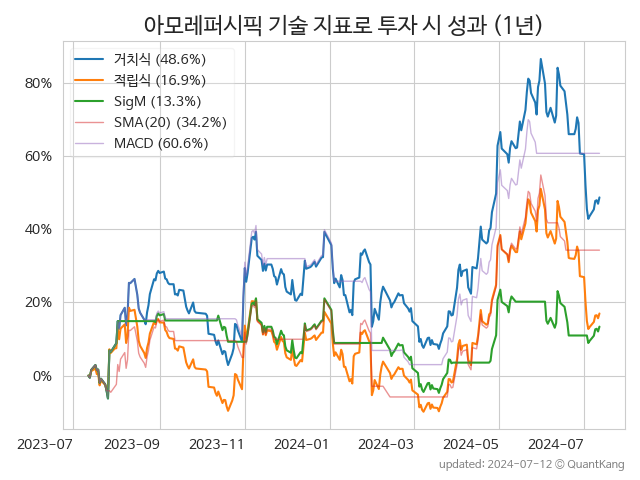 아모레퍼시픽 기술 지표로 투자 시 성과 (1년)
거치식 (48.6%)
적립식 (16.9%)
SigM (13.3%)
SMA(20) (34.2%)
MACD (60.6%)
80%
60%
40%
20%
0%
2023-07 2023-09 2023-11 2024-01 2024-03 2024-05 2024-07
updated: 2024-07-12 © QuantKang